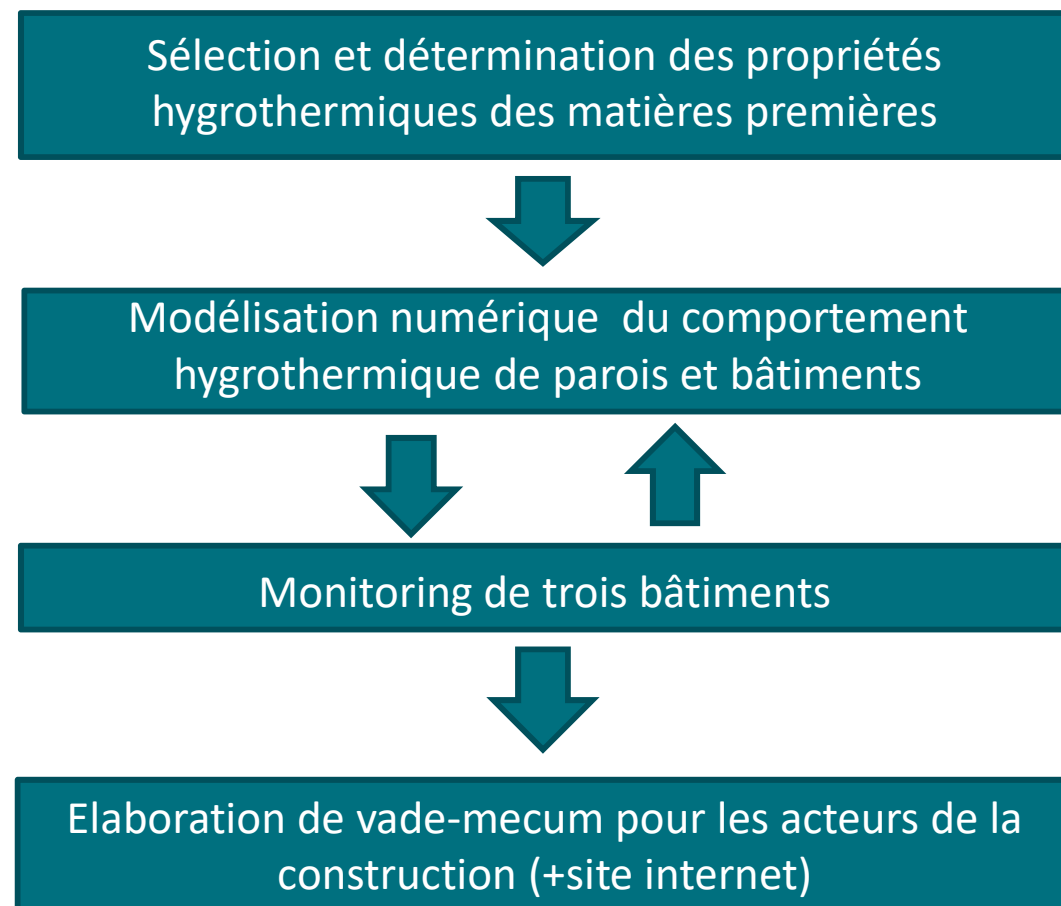 Sélection et détermination des propriétés
hygrothermiques des matières premières
Modélisation numérique  du comportement
hygrothermique de parois et bâtiments
Monitoring de trois bâtiments
Elaboration de vade-mecum pour les acteurs de la
construction (+site internet)